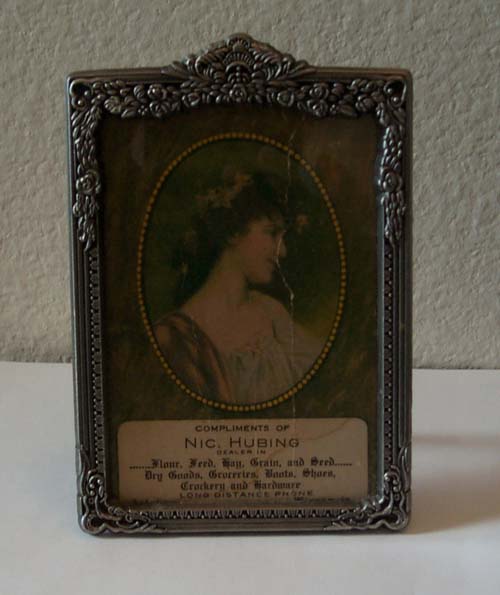 COMPLIMENTS OF
NIC. HUBING
DEALER IN
......Flour, Feed, Hay, Grain, and Seed......
Dry Goods, Groceries, Boots, Shoes,
Crockery and Hardware
LONG DISTANCE PHONE